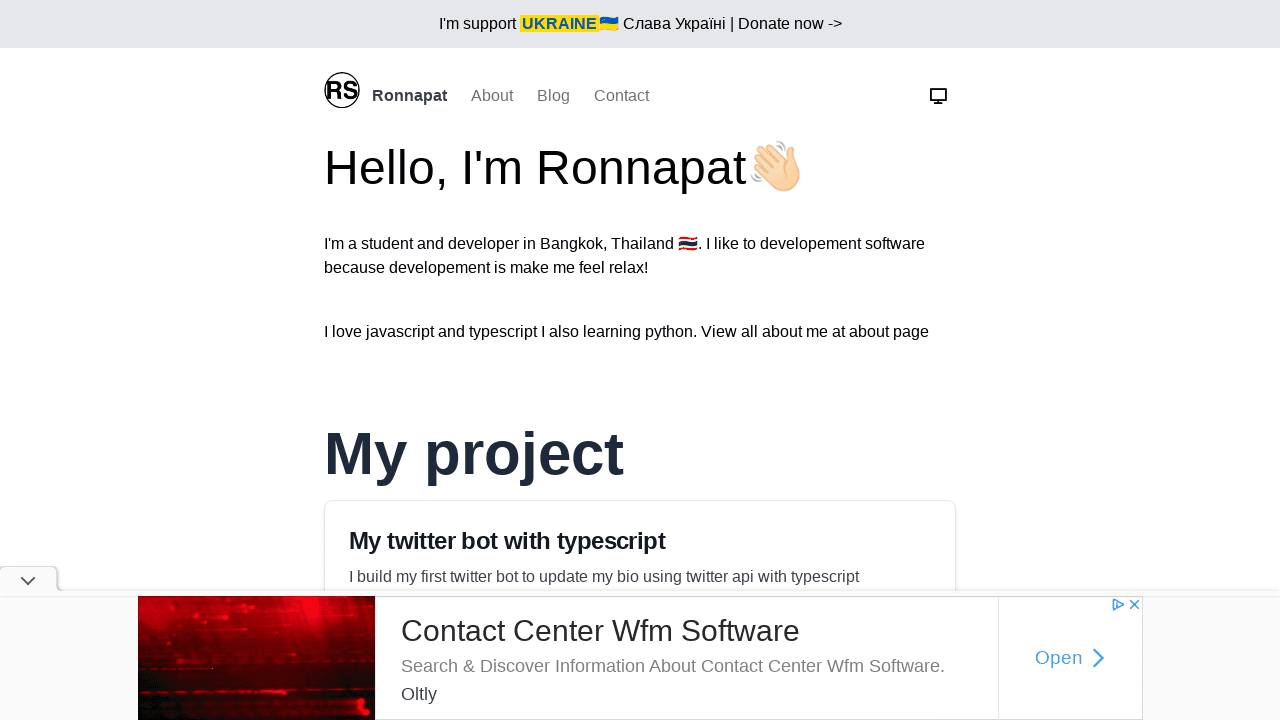 I'm support UKRAINE🇺🇦 Слава Україні | Donate now ->
RS Ronnapat About Blog Contact
Hello, I'm Ronnapat👋🏻
I'm a student and developer in Bangkok, Thailand 🇹🇭. I like to developement software
because developement is make me feel relax!
I love javascript and typescript I also learning python. View all about me at about page
My project
My twitter bot with typescript
I build my first twitter bot to update my bio using twitter api with typescript
Contact Center Wfm Software
Search & Discover Information About Contact Center Wfm Software.
Oltly
Open